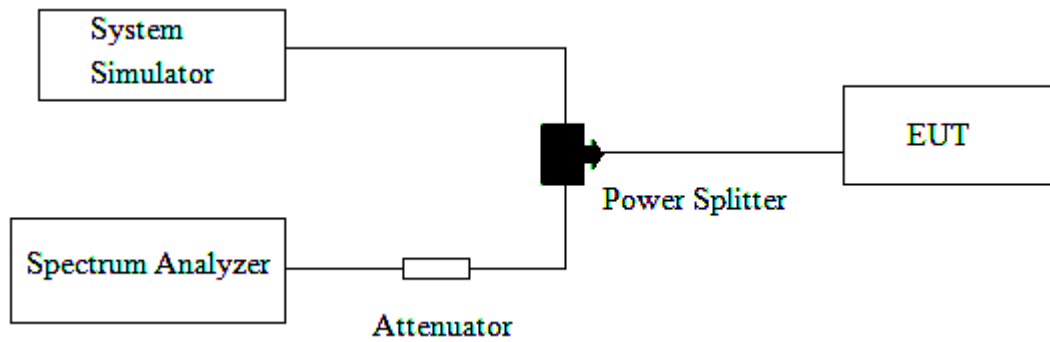 System
Simulator
EUT
Power Splitter
Spectrum Analyzer
Attenuator